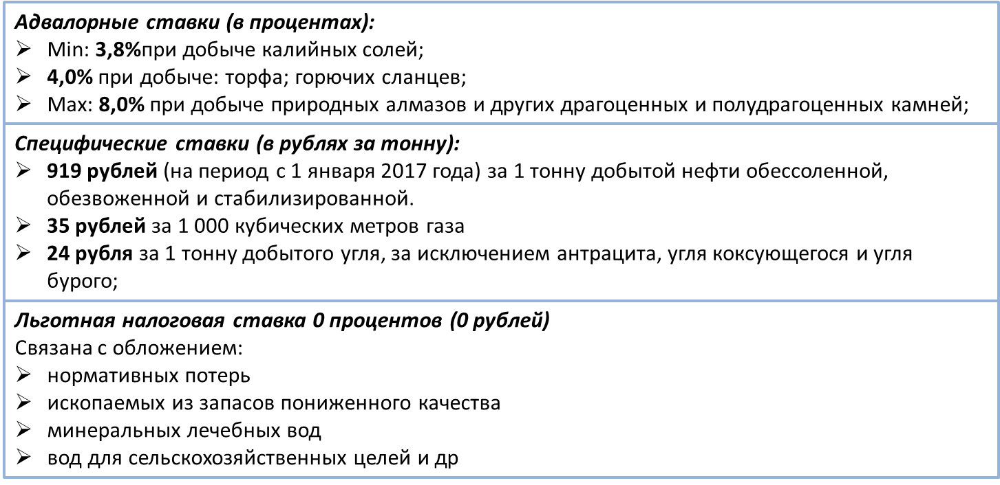 Адвалорные ставки (в процентах):
➢ Min: 3,8%при добыче калийных солей;
➢ 4,0% при добыче: торфа; горючих сланцев;
➢ Max: 8,0% при добыче природных алмазов и других драгоценных и полудрагоценных камней;
Специфические ставки (в рублях за тонну):
➢ 919 рублей (на период с 1 января 2017 года) за 1 тонну добытой нефти обессоленной,
обезвоженной и стабилизированной.
➢ 35 рублей за 1 000 кубических метров газа
➢ 24 рубля за 1 тонну добытого угля, за исключением антрацита, угля коксующегося и угля
бурого;
Льготная налоговая ставка 0 процентов (0 рублей)
Связана с обложением:
➢ нормативных потерь
➢ ископаемых из запасов пониженного качества
➢ минеральных лечебных вод
➢ вод для сельскохозяйственных целей и др